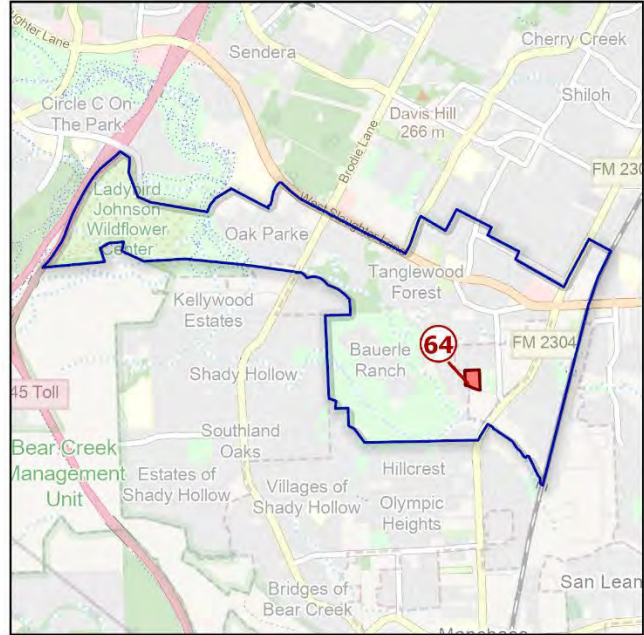 ughter Lane
Sendera
Cherry Creek
Circle C On
The Park
Davis Hill
266 m
Shiloh
Brodie Lane
FM 230
Ladybird
Johnson
Wildflower
Center
West Slaughter Lane
Oak Parke
Tanglewood
Forest
Kellywood
Estates
64
FM 2304
Bauerle
Ranch
Shady Hollow
45 Toll
Southland
Oaks
Bear Creek
Management
Unit
Hillcrest
Estates of
Shady Hollow
Villages of
Shady Hollow
Olympic
Heights
San Lean
Bridges of
Bear Creek